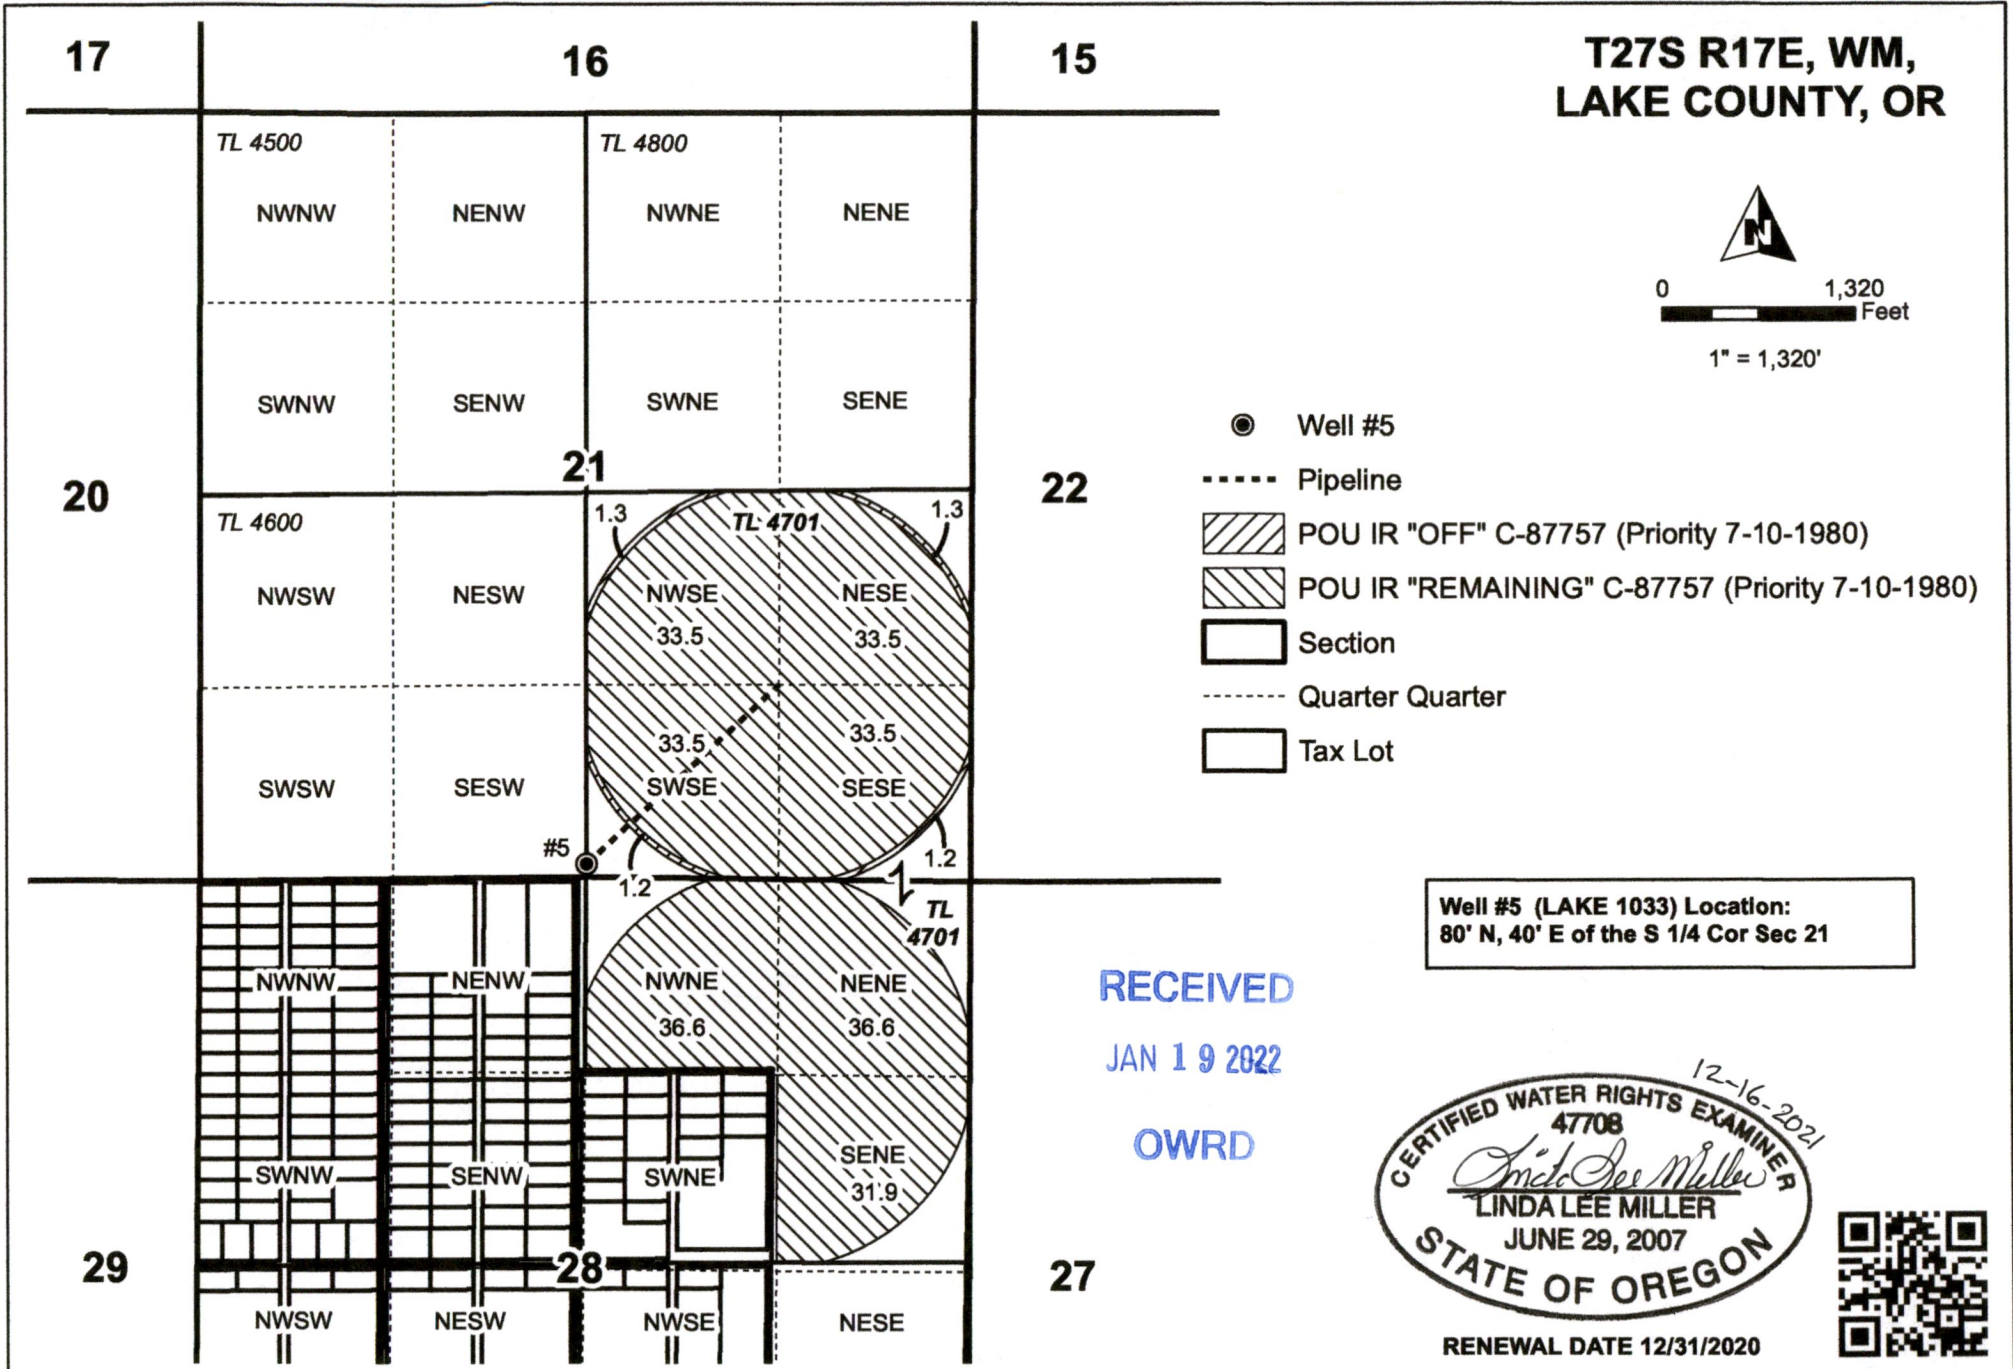 17
16
15
T27S R17E, WM,
LAKE COUNTY, OR
TL 4500
TL 4800
NWNW
NENW
NWNE
NENE
N
0
1,320
Feet
1" = 1,320'
SWNW
SENW
SWNE
SENE
20
21
22
Well #5
Pipeline
POU IR "OFF" C-87757 (Priority 7-10-1980)
POU IR "REMAINING" C-87757 (Priority 7-10-1980)
Section
Quarter Quarter
Tax Lot
TL 4600
1.3
TL 4701
1.3
NWSW
NESW
NWSE
33.5
NESE
33.5
SWSW
SESW
33.5
SWSE
33.5
SESE
#5
1.2
1.2
TL
4701
Well #5 (LAKE 1033) Location:
80' N, 40' E of the S 1/4 Cor Sec 21
NWNW
NENW
NWNE
36.6
NENE
36.6
RECEIVED
JAN 19 2022
OWRD
SWNW
SENW
SWNE
SENE
31.9
29
28
27
NWSW
NESW
NWSE
NESE
12-16-2021
CERTIFIED WATER RIGHTS EXAMINER
47708
Linda Lee Miller
LINDA LEE MILLER
JUNE 29, 2007
STATE OF OREGON
RENEWAL DATE 12/31/2020